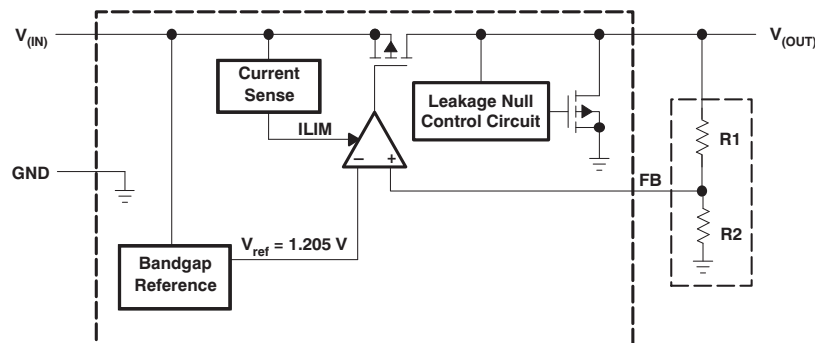 V(IN)
V(OUT)
Current
Sense
Leakage Null
Control Circuit
ILIM
R1
GND
– +
FB
R2
Vref = 1.205 V
Bandgap
Reference